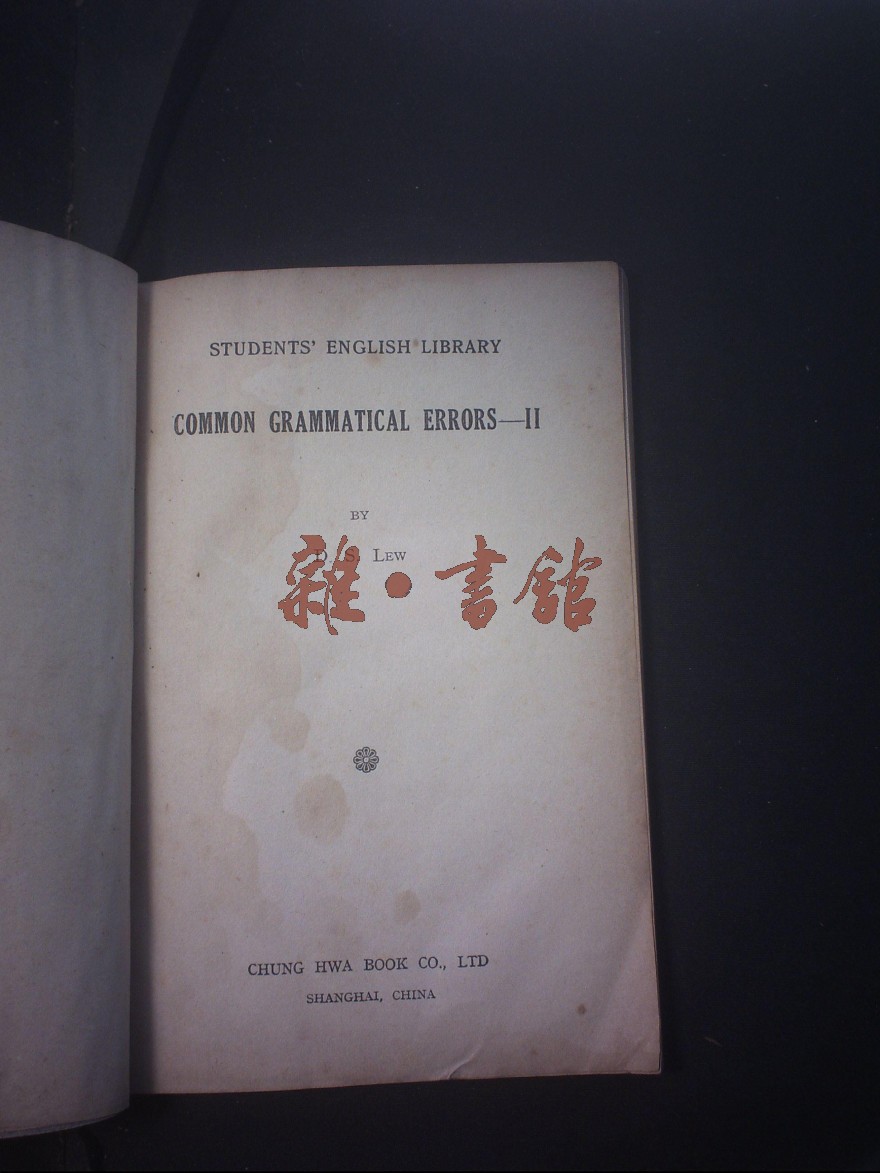 STUDENTS' ENGLISH LIBRARY
COMMON GRAMMATICAL ERRORS—II
BY
D. S. LEW
雜•書館
CHUNG HWA BOOK CO., LTD
SHANGHAI, CHINA